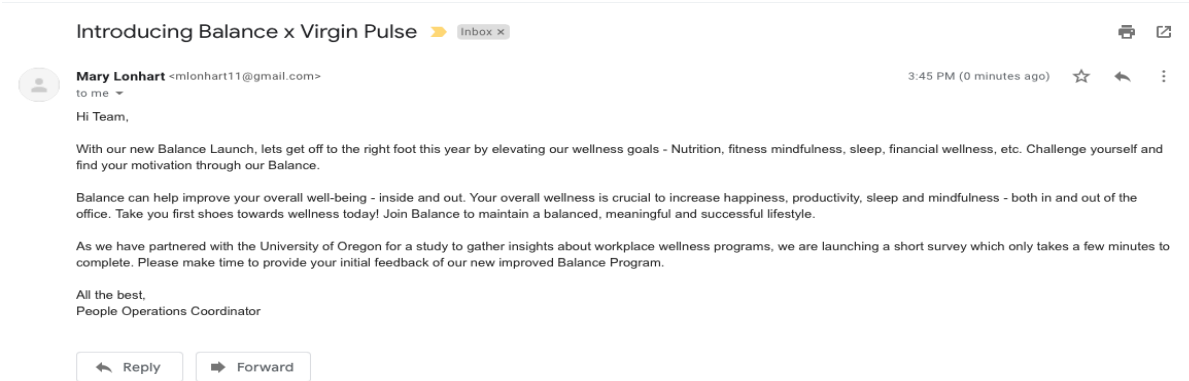 Introducing Balance x Virgin Pulse
Inbox ×
Mary Lonhart <mlonhart11@gmail.com>
3:45 PM (0 minutes ago)
to me
Hi Team,
With our new Balance Launch, lets get off to the right foot this year by elevating our wellness goals - Nutrition, fitness mindfulness, sleep, financial wellness, etc. Challenge yourself and
find your motivation through our Balance.
Balance can help improve your overall well-being - inside and out. Your overall wellness is crucial to increase happiness, productivity, sleep and mindfulness - both in and out of the
office. Take you first shoes towards wellness today! Join Balance to maintain a balanced, meaningful and successful lifestyle.
As we have partnered with the University of Oregon for a study to gather insights about workplace wellness programs, we are launching a short survey which only takes a few minutes to
complete. Please make time to provide your initial feedback of our new improved Balance Program.
All the best,
People Operations Coordinator
Reply
Forward